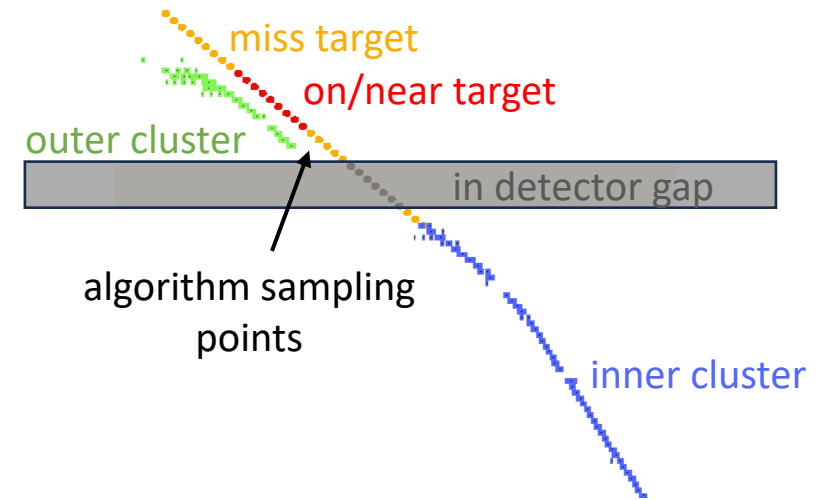 miss target
on/near target
outer cluster
in detector gap
algorithm sampling
points
inner cluster